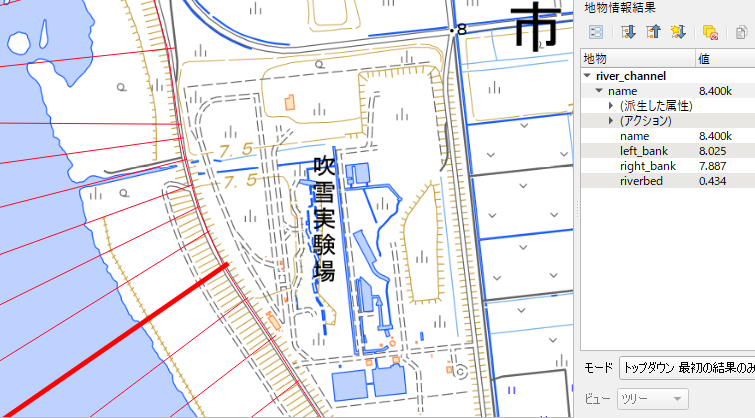 市
8
7.5
7.5
吹雪実験場
地物情報結果
地物 値
river_channel
name 8.400k
(派生した属性)
(アクション)
name 8.400k
left_bank 8.025
right_bank 7.887
riverbed 0.434
モード トップダウン 最初の結果のみ
ビュー ツリー